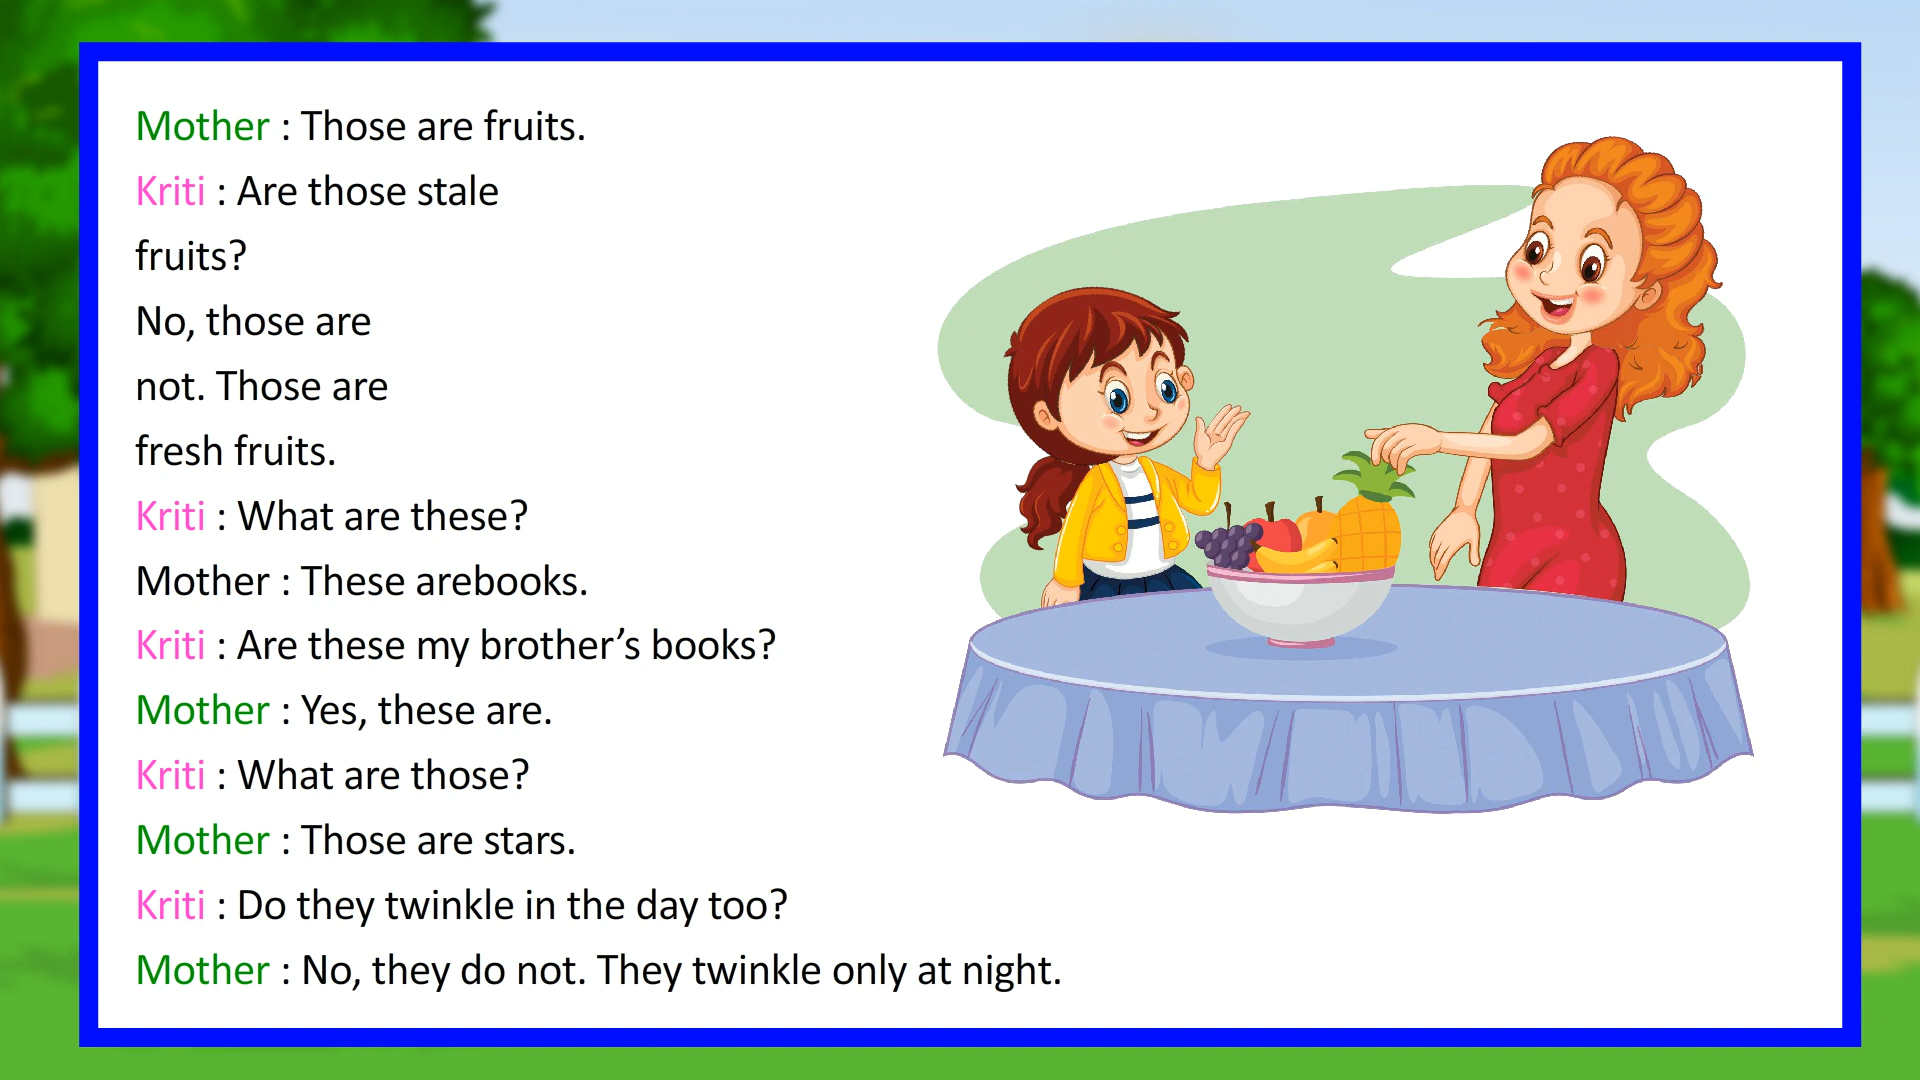 Mother : Those are fruits.
Kriti : Are those stale
fruits?
No, those are
not. Those are
fresh fruits.
Kriti : What are these?
Mother : These arebooks.
Kriti : Are these my brother’s books?
Mother : Yes, these are.
Kriti : What are those?
Mother : Those are stars.
Kriti : Do they twinkle in the day too?
Mother : No, they do not. They twinkle only at night.